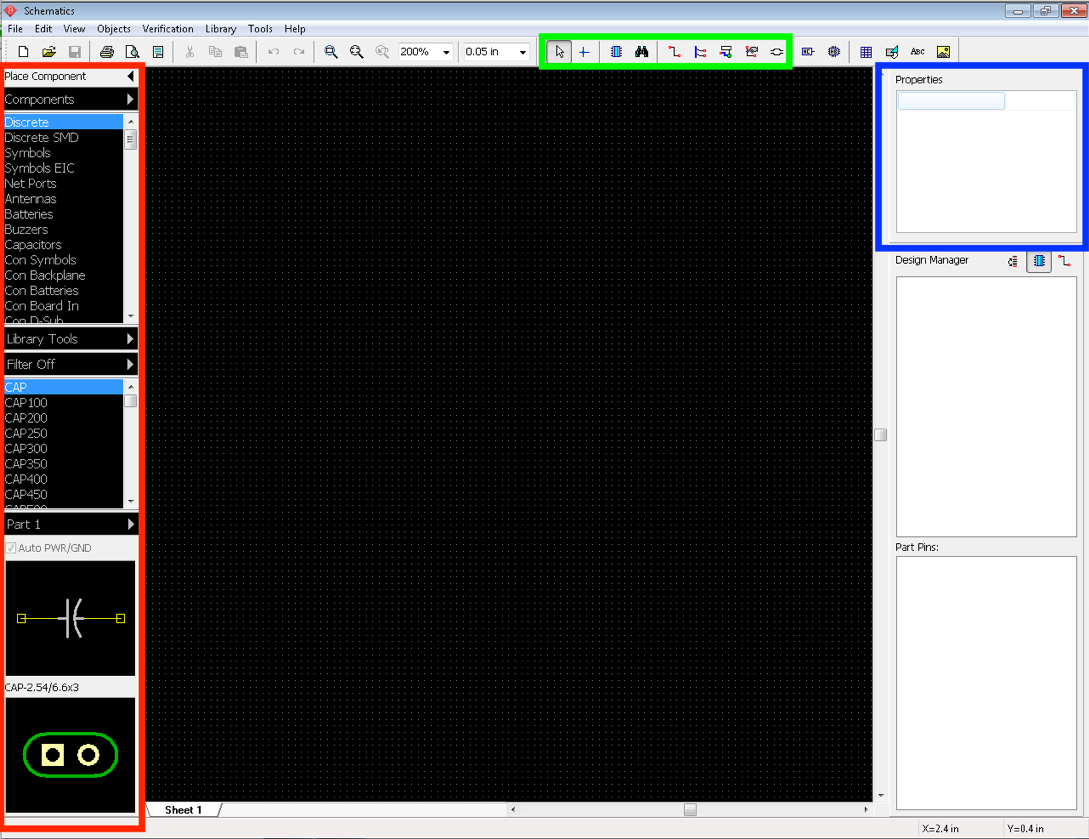 Schematics
File Edit View Objects Verification Library Tools Help
200% 0.05 in Abc
Place Component
Components
Discrete
Discrete SMD
Symbols
Symbols EIC
Net Ports
Antennas
Batteries
Buzzers
Capacitors
Con Symbols
Con Backplane
Con Batteries
Con Board In
Con D-Sub
Library Tools
Filter Off
CAP
CAP100
CAP200
CAP250
CAP300
CAP350
CAP400
CAP450
CAP500
Part 1
Auto PWR/GND
CAP-2.54/6.6x3
Sheet 1
Properties
Design Manager
Part Pins:
X=2.4 in Y=0.4 in